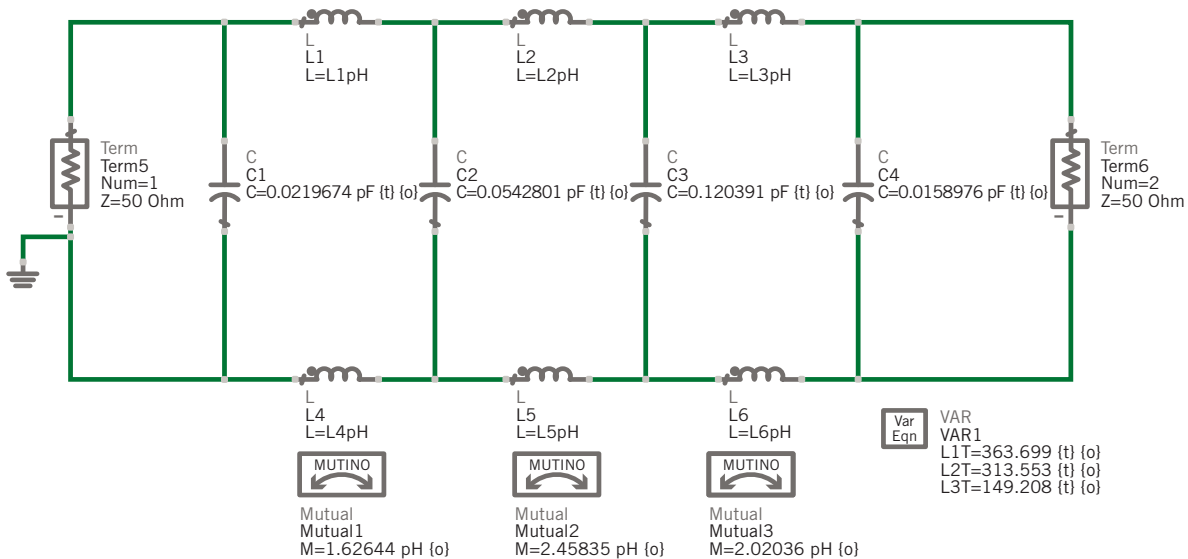 L
L1
L=L1pH
L
L2
L=L2pH
L
L3
L=L3pH
Term
Term5
Num=1
Z=50 Ohm
C
C1
C=0.0219674 pF {t} {o}
C
C2
C=0.0542801 pF {t} {o}
C
C3
C=0.120391 pF {t} {o}
C
C4
C=0.0158976 pF {t} {o}
Term
Term6
Num=2
Z=50 Ohm
L
L4
L=L4pH
L
L5
L=L5pH
L
L6
L=L6pH
Var
Eqn
VAR
VAR1
L1T=363.699 {t} {o}
L2T=313.553 {t} {o}
L3T=149.208 {t} {o}
MUTINO
Mutual
Mutual1
M=1.62644 pH {o}
MUTINO
Mutual
Mutual2
M=2.45835 pH {o}
MUTINO
Mutual
Mutual3
M=2.02036 pH {o}